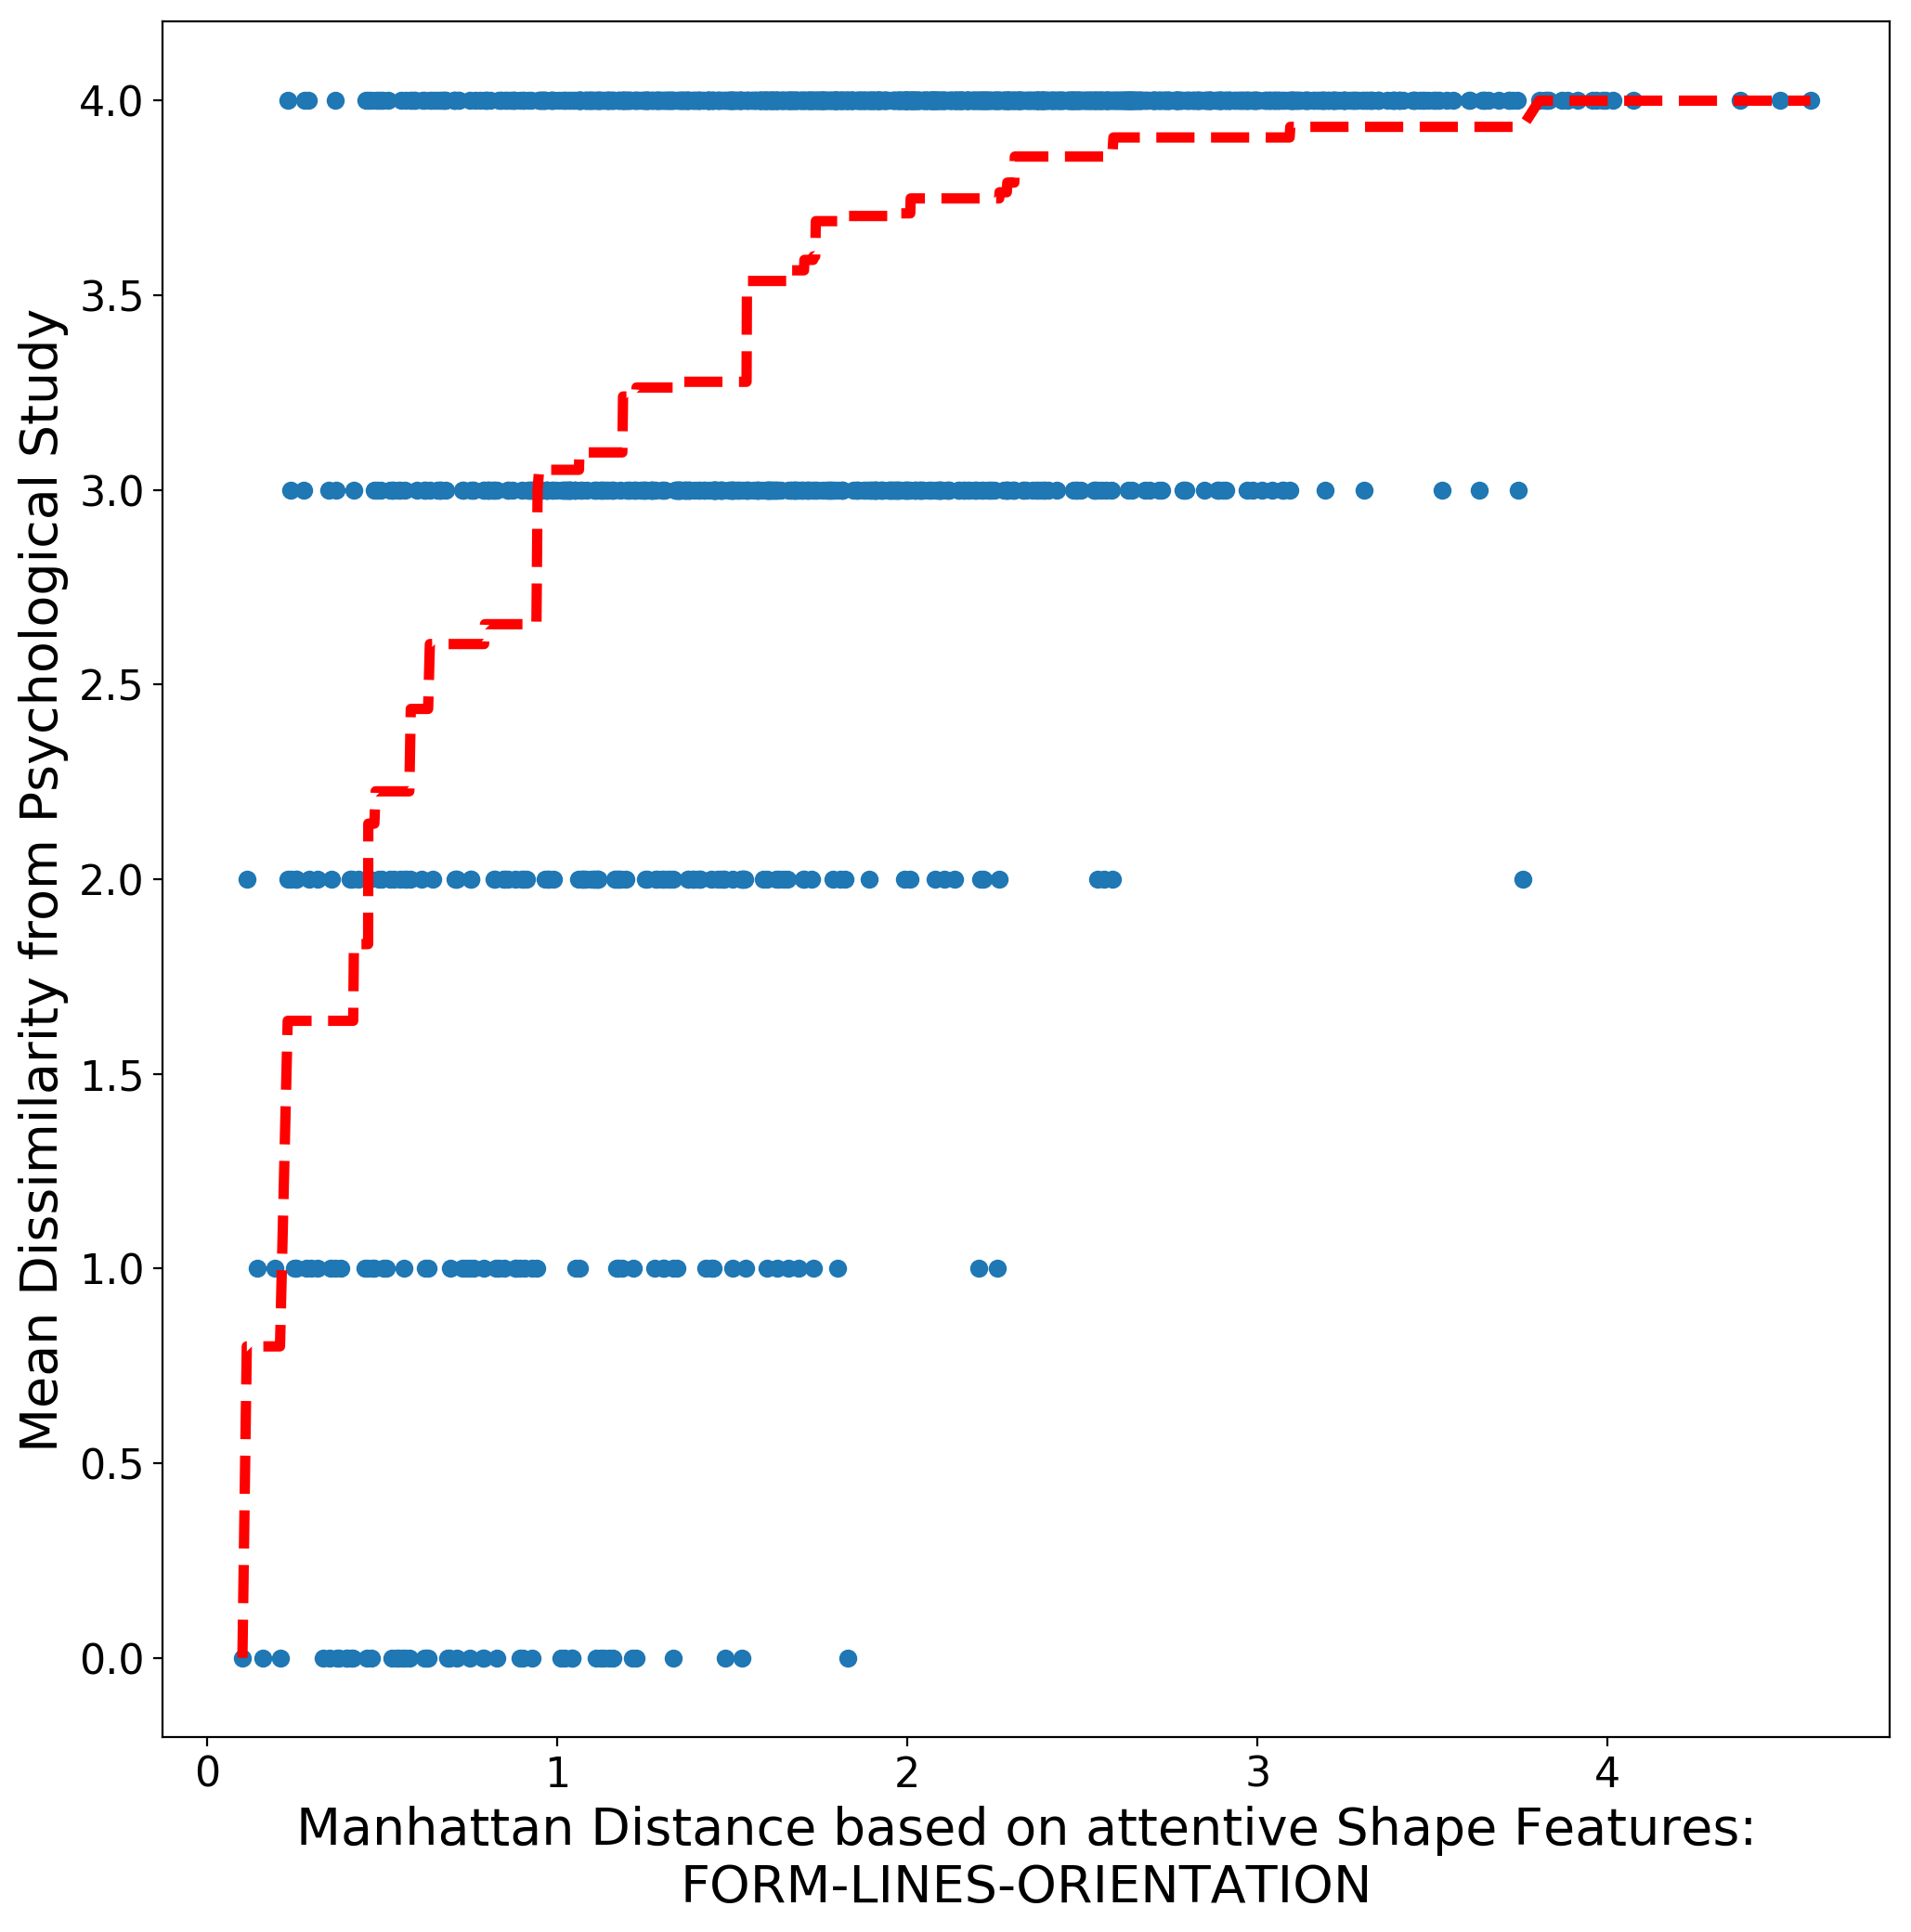 Mean Dissimilarity from Psychological Study
4.0
3.5
3.0
2.5
2.0
1.5
1.0
0.5
0.0
0 1 2 3 4
Manhattan Distance based on attentive Shape Features:
FORM-LINES-ORIENTATION